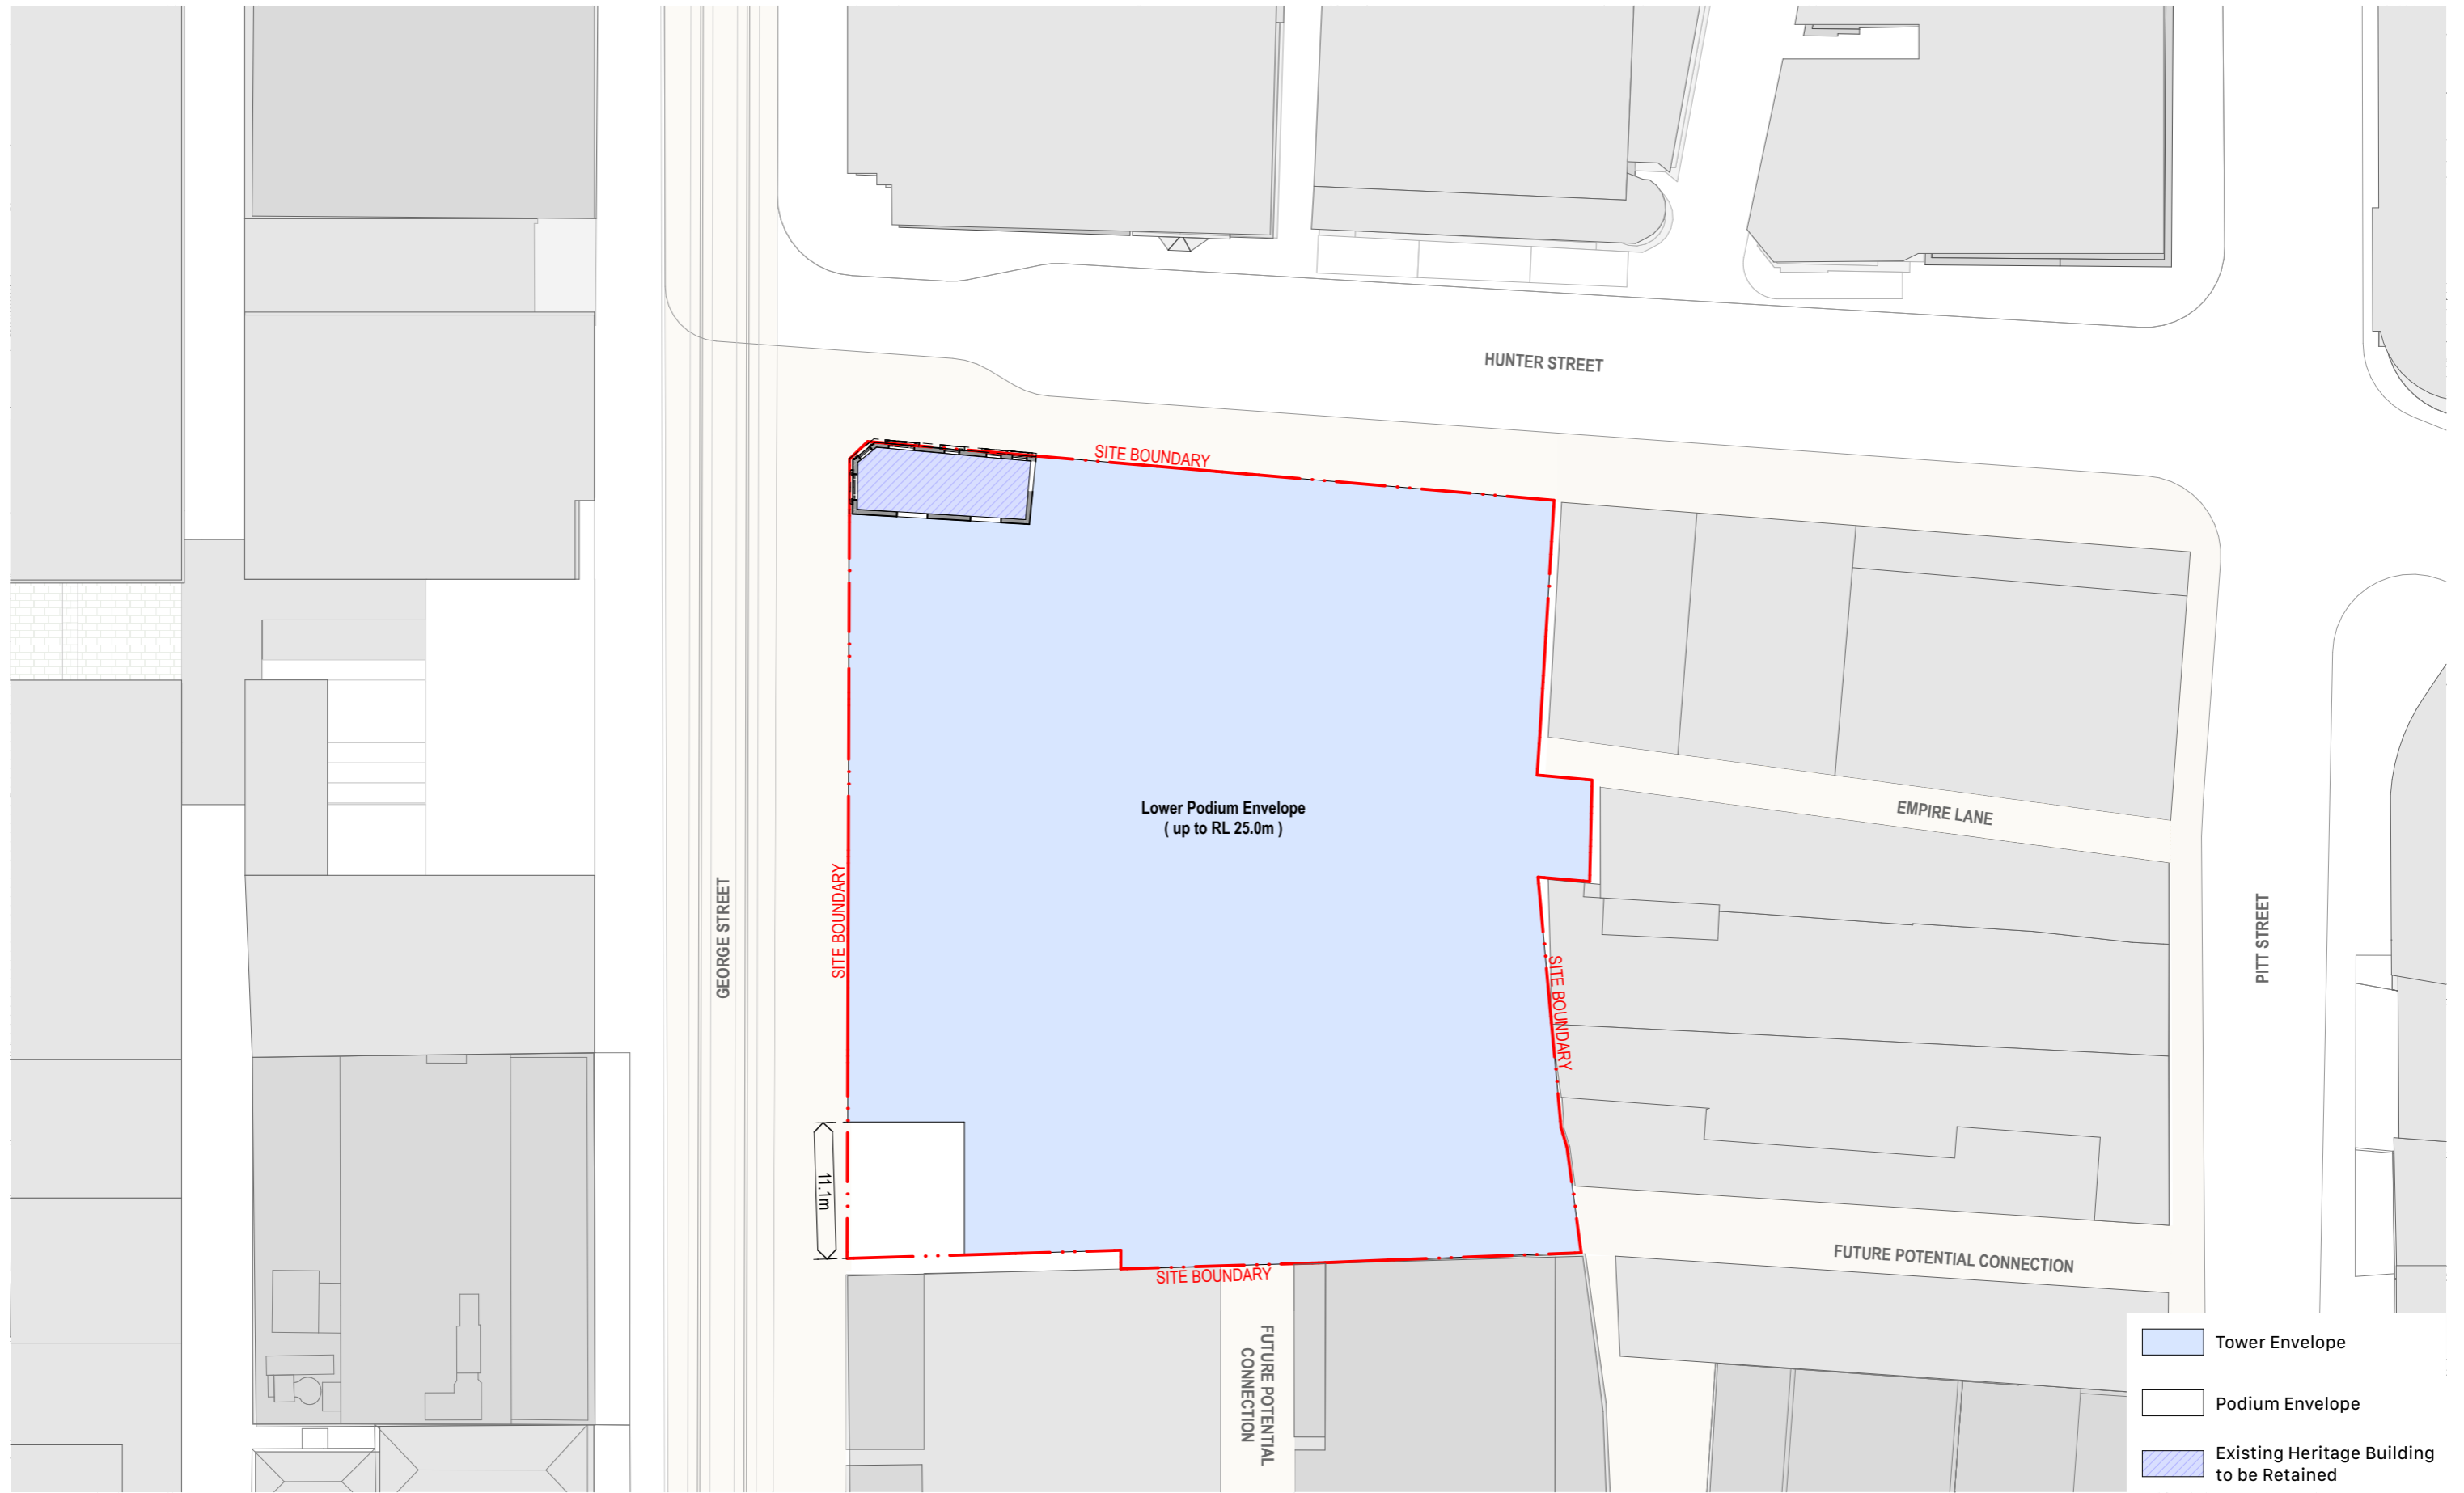 HUNTER STREET
SITE BOUNDARY
Lower Podium Envelope
( up to RL 25.0m )
EMPIRE LANE
SITE BOUNDARY
GEORGE STREET
PITT STREET
SITE BOUNDARY
11.1m
FUTURE POTENTIAL CONNECTION
SITE BOUNDARY
FUTURE POTENTIAL
CONNECTION
Tower Envelope
Podium Envelope
Existing Heritage Building
to be Retained